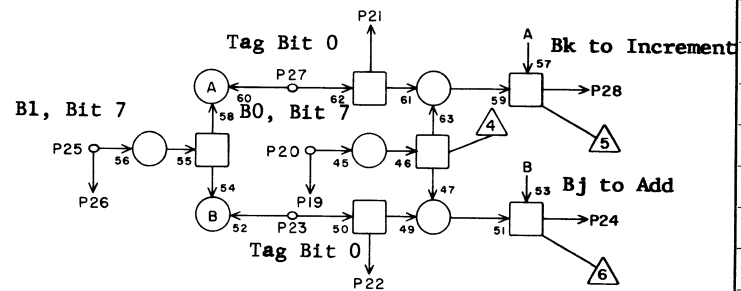 P21
Tag Bit 0
A
Bk to Increment
P27
57
A
60
62
61
59
P28
B1, Bit 7
58
B0, Bit 7
63
4
5
P25
56
55
P20
45
46
54
47
B
Bj to Add
P26
P19
53
B
52
P23
50
49
51
P24
Tag Bit 0
6
P22